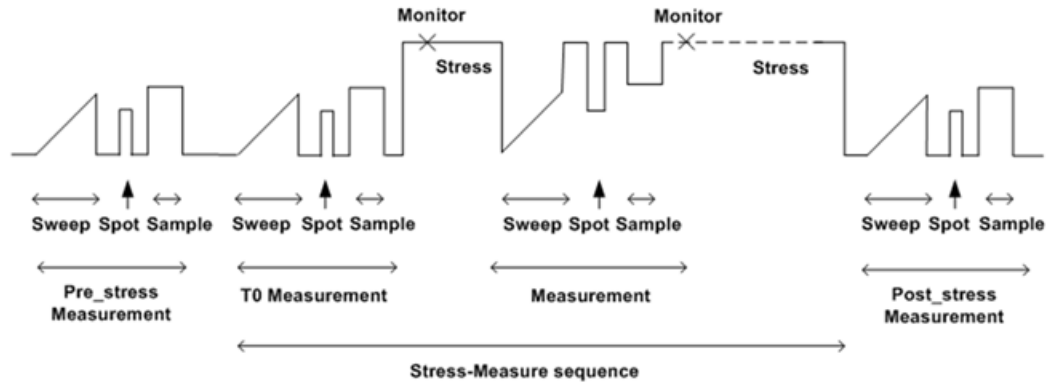 Monitor
Monitor
Stress
Stress
Sweep Spot Sample
Sweep Spot Sample
Sweep Spot Sample
Sweep Spot Sample
Pre_stress
Measurement
T0 Measurement
Measurement
Post_stress
Measurement
Stress-Measure sequence